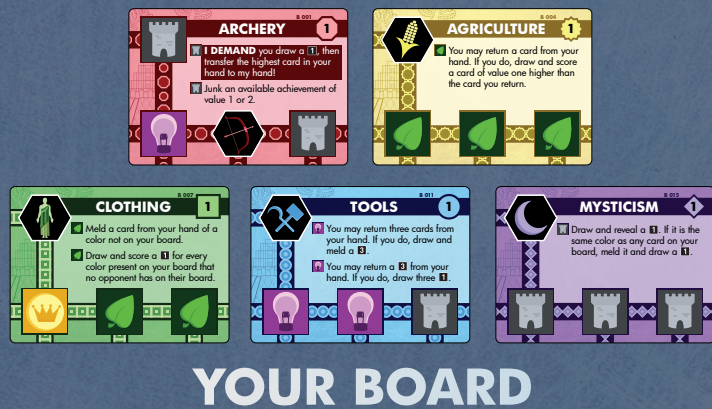 B 001
ARCHERY 1
I DEMAND you draw a 1, then
transfer the highest card in your
hand to my hand!
Junk an available achievement of
value 1 or 2.
B 004
AGRICULTURE 1
You may return a card from your
hand. If you do, draw and score
a card of value one higher than
the card you return.
B 007
CLOTHING 1
Meld a card from your hand of a
color not on your board.
Draw and score a 1 for every
color present on your board that
no opponent has on their board.
B 011
TOOLS 1
You may return three cards from
your hand. If you do, draw and
meld a 3.
You may return a 3 from your
hand. If you do, draw three 1.
B 015
MYSTICISM 1
Draw and reveal a 1. If it is the
same color as any card on your
board, meld it and draw a 1.
YOUR BOARD